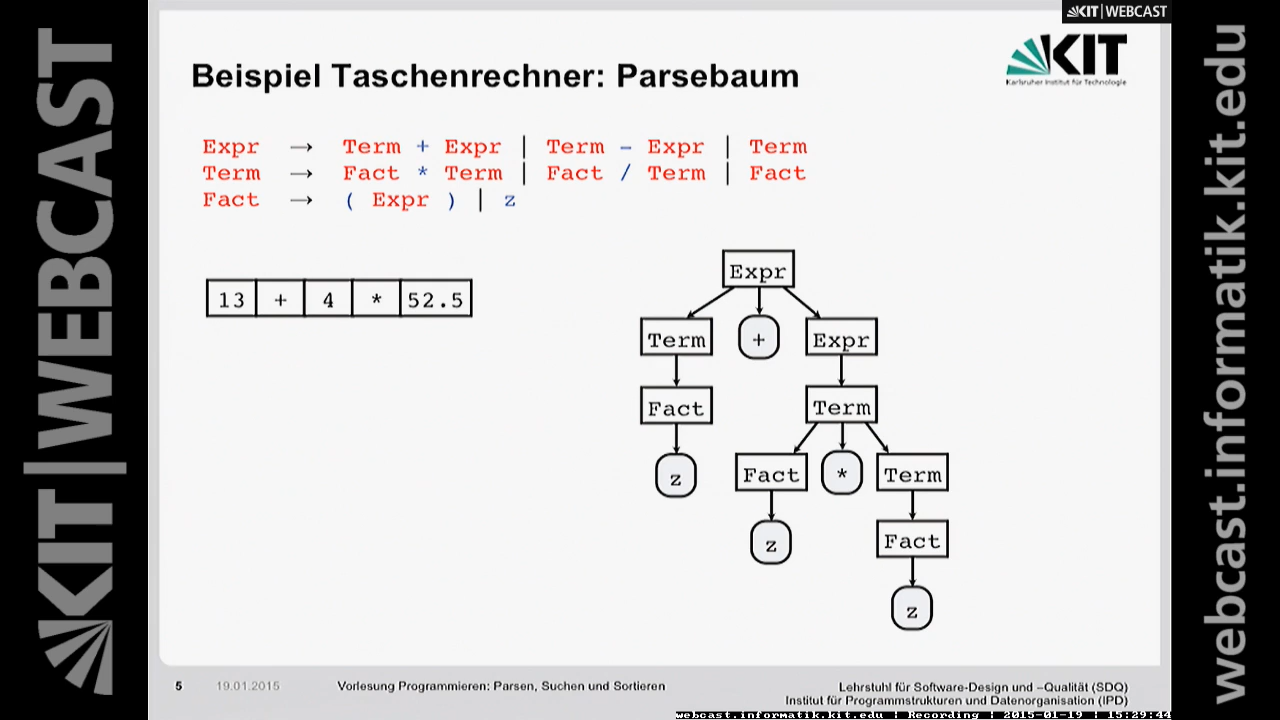 KIT | WEBCAST
KIT | WEBCAST
webcast.informatik.kit.edu
KIT
Karlsruher Institut für Technologie
Beispiel Taschenrechner: Parsebaum
Expr → Term + Expr | Term – Expr | Term
Term → Fact * Term | Fact / Term | Fact
Fact → ( Expr ) | z
13 + 4 * 52.5
Expr
Term + Expr
Fact Term
z Fact * Term
z Fact
z
5 19.01.2015 Vorlesung Programmieren: Parsen, Suchen und Sortieren
Lehrstuhl für Software-Design und –Qualität (SDQ)
Institut für Programmstrukturen und Datenorganisation (IPD)
webcast.informatik.kit.edu | Recording | 2015-01-19 | 15:29:44